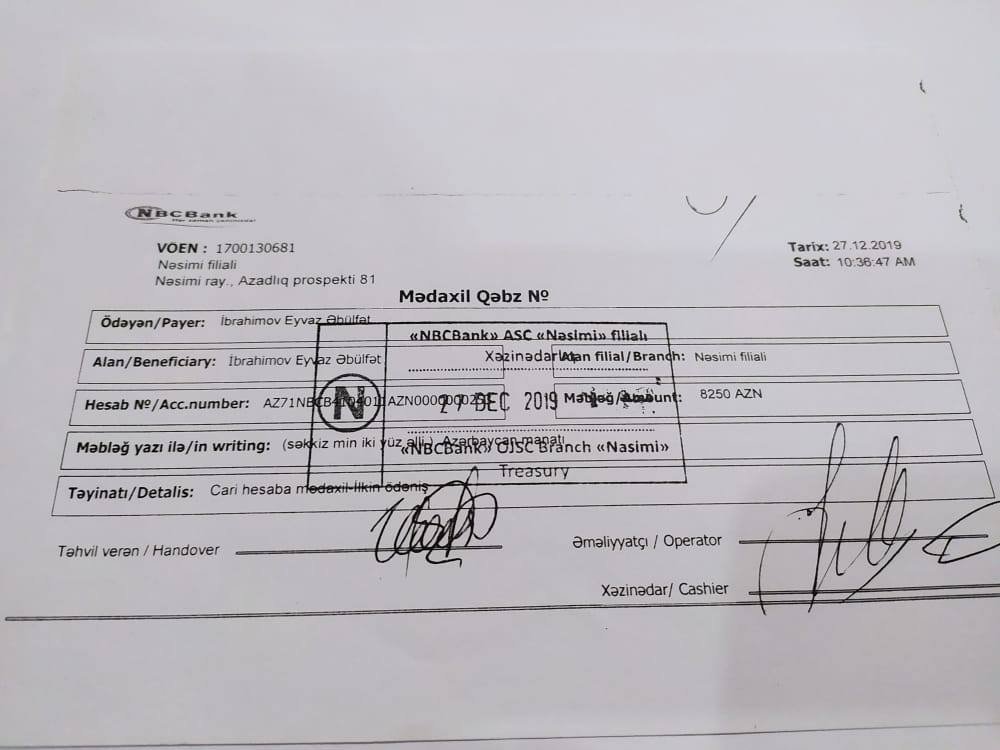 NBCBank
VÖEN : 1700130681
Nəsimi filialı
Nəsimi ray., Azadlıq prospekti 81
Tarix: 27.12.2019
Saat: 10:36:47 AM
Mədaxil Qəbz №
Ödəyən/Payer: İbrahimov Eyvaz Əbülfət
«NBCBank» ASC «Nəsimi» filialı
Alan/Beneficiary: İbrahimov Eyvaz Əbülfət
Xəzinədarlıq
Alan filial/Branch: Nəsimi filiali
Hesab №/Acc.number:
N
27 DEC 2019
Məbləğ/Amount: 8250 AZN
Məbləğ yazı ilə/in writing: (səkkiz min iki yüz əlli ) Azərbaycan manatı
«NBCBank» OJSC Branch «Nasimi»
Treasury
Təyinatı/Detalis: Cari hesaba mədaxil-İlkin ödəniş
Təhvil verən / Handover
Əməliyyatçı / Operator
Xəzinədar/ Cashier